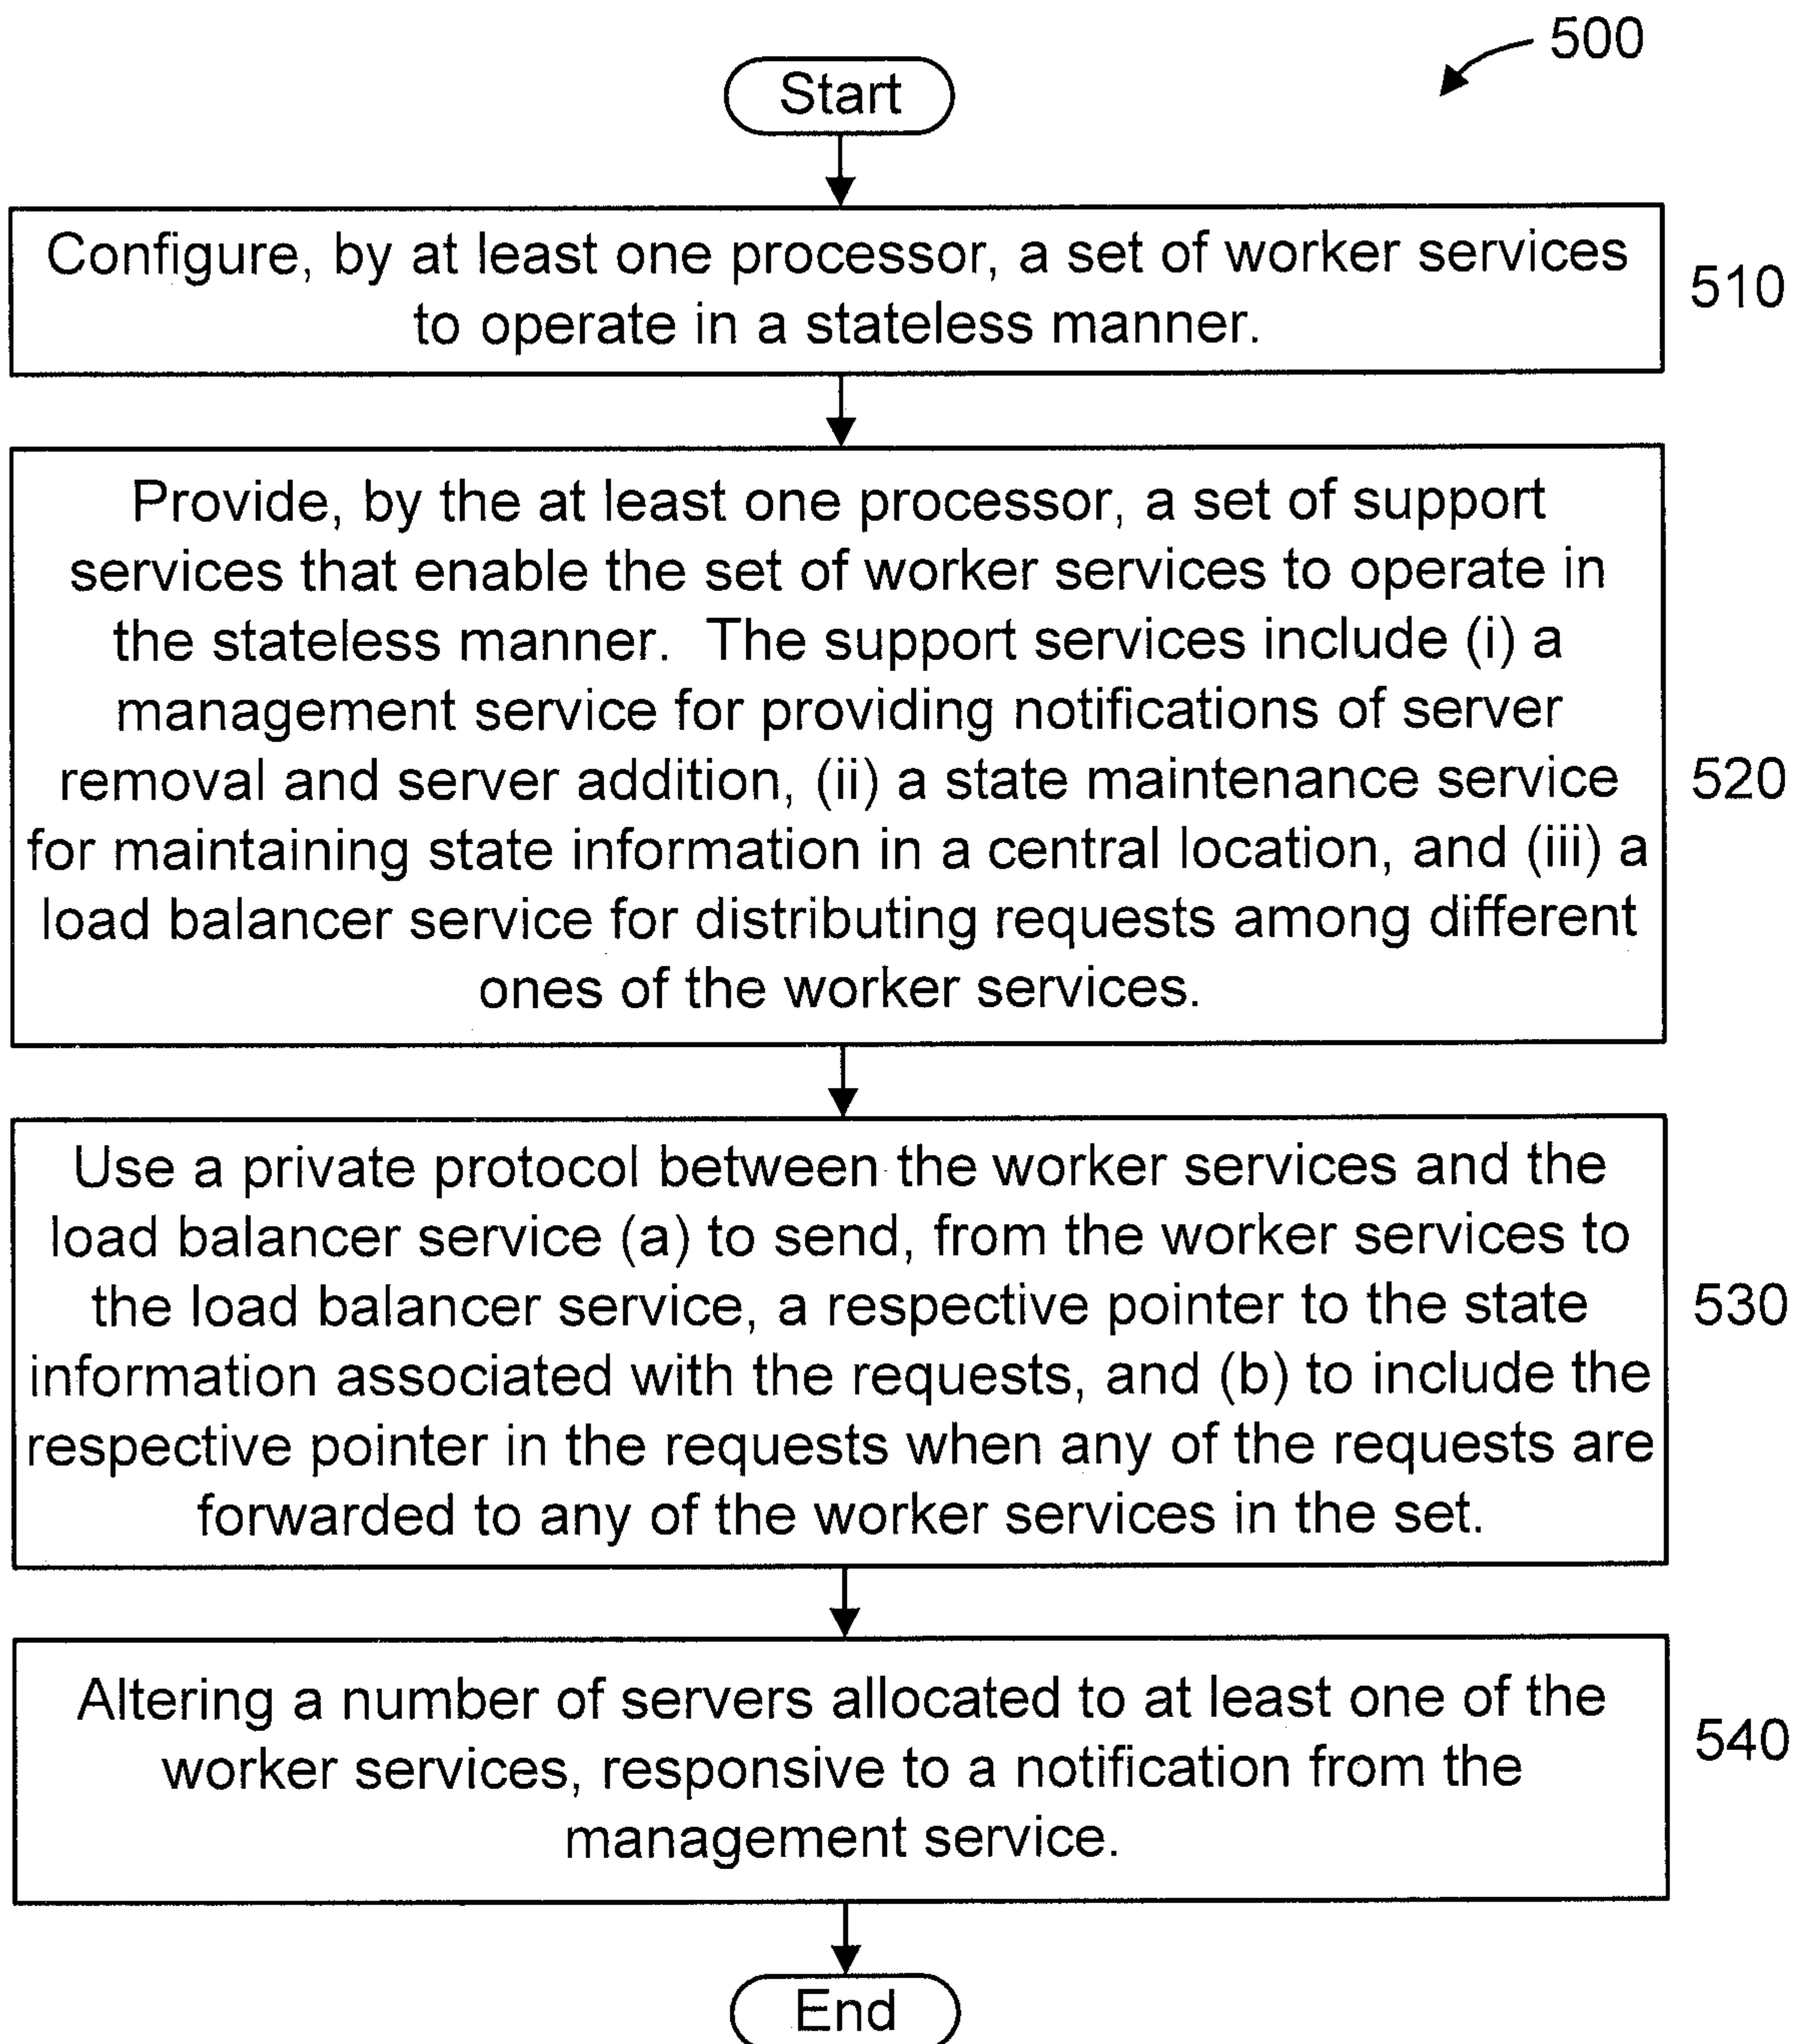 500
Start
Configure, by at least one processor, a set of worker services
to operate in a stateless manner.
510
Provide, by the at least one processor, a set of support
services that enable the set of worker services to operate in
the stateless manner. The support services include (i) a
management service for providing notifications of server
removal and server addition, (ii) a state maintenance service
for maintaining state information in a central location, and (iii) a
load balancer service for distributing requests among different
ones of the worker services.
520
Use a private protocol between the worker services and the
load balancer service (a) to send, from the worker services to
the load balancer service, a respective pointer to the state
information associated with the requests, and (b) to include the
respective pointer in the requests when any of the requests are
forwarded to any of the worker services in the set.
530
Altering a number of servers allocated to at least one of the
worker services, responsive to a notification from the
management service.
540
End